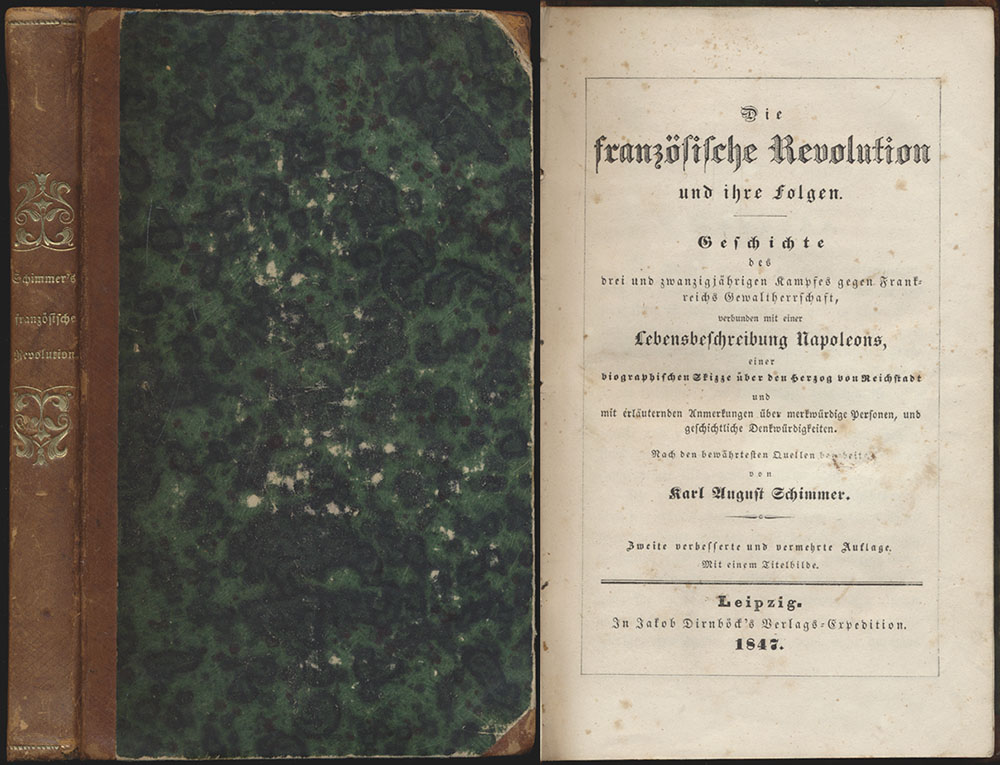 Schimmer's
französische
Revolution
Die
französische Revolution
und ihre Folgen.
Geschichte
des
drei und zwanzigjährigen Kampfes gegen Frank-
reichs Gewaltherrschaft,
verbunden mit einer
Lebensbeschreibung Napoleons,
einer
biographischen Skizze über den Herzog von Reichstadt
und
mit erläuternden Anmerkungen über merkwürdige Personen, und
geschichtliche Denkwürdigkeiten.
Nach den bewährtesten Quellen bearbeitet
von
Karl August Schimmer.
Zweite verbesserte und vermehrte Auflage.
Mit einem Titelbilde.
Leipzig.
In Jakob Dirnböck's Verlags-Expedition.
1847.